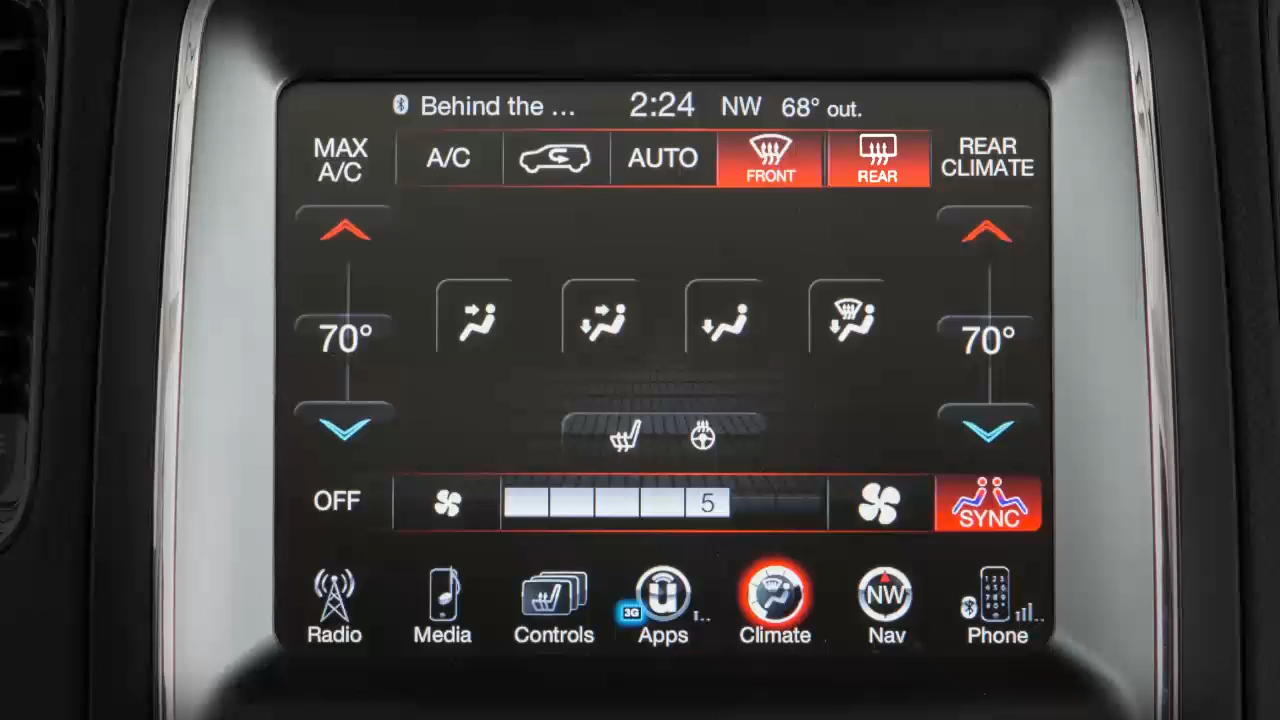 Behind the ... 2:24 NW 68° out.
MAX A/C
A/C
AUTO
FRONT
REAR
REAR CLIMATE
70°
70°
OFF
5
SYNC
3G
u
NW
Radio
Media
Controls
Apps
Climate
Nav
Phone